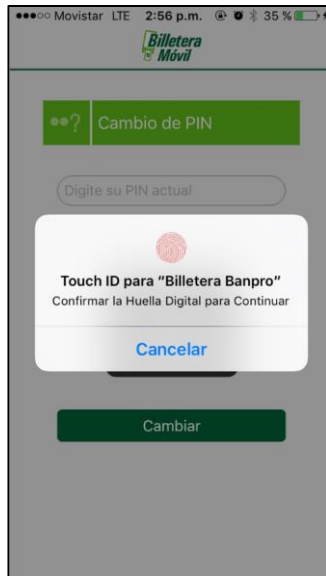 Movistar LTE 2:56 p.m. 35 %
Billetera
Móvil
?
Cambio de PIN
Digite su PIN actual
Touch ID para “Billetera Banpro”
Confirmar la Huella Digital para Continuar
Cancelar
Cambiar